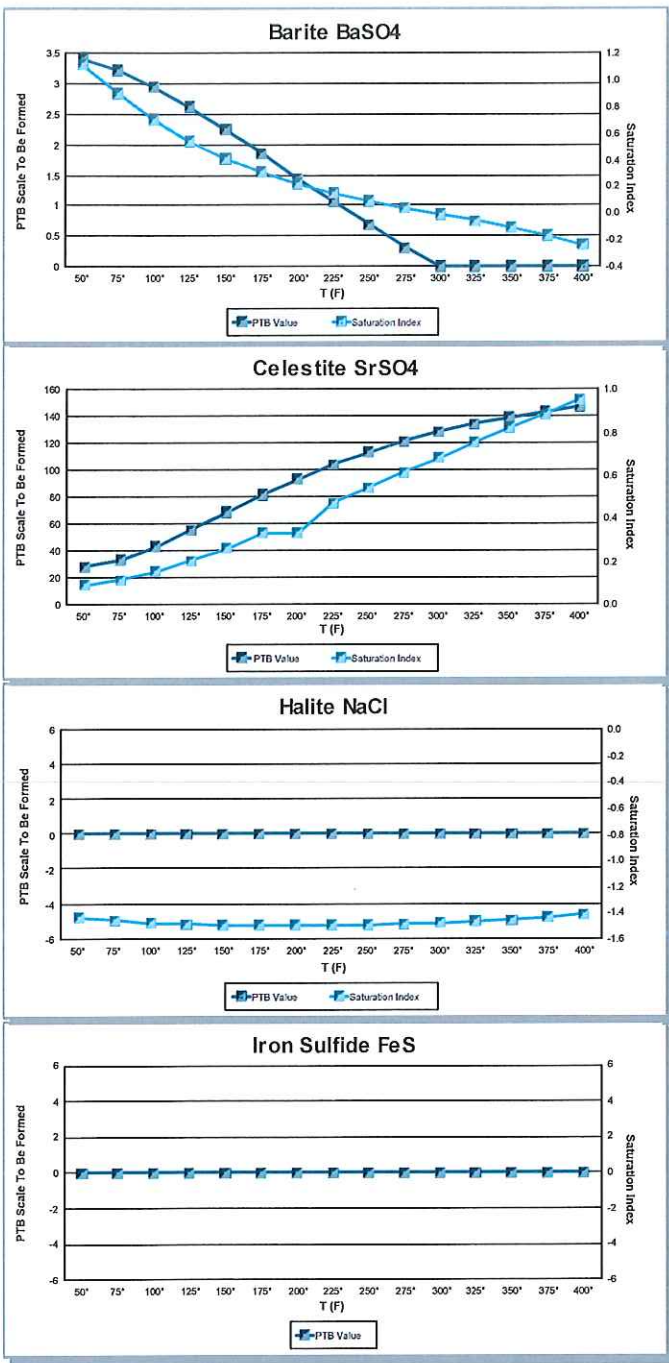 Barite BaSO4
PTB Scale To Be Formed
3.5
3
2.5
2
1.5
1
0.5
0
1.2
1.0
0.8
0.6
0.4
0.2
0.0
-0.2
-0.4
Saturation Index
50° 75° 100° 125° 150° 175° 200° 225° 250° 275° 300° 325° 350° 375° 400°
T (F)
PTB Value Saturation Index
Celestite SrSO4
PTB Scale To Be Formed
160
140
120
100
80
60
40
20
0
1.0
0.8
0.6
0.4
0.2
0.0
Saturation Index
50° 75° 100° 125° 150° 175° 200° 225° 250° 275° 300° 325° 350° 375° 400°
T (F)
PTB Value Saturation Index
Halite NaCl
PTB Scale To Be Formed
6
4
2
0
-2
-4
-6
0.0
-0.2
-0.4
-0.6
-0.8
-1.0
-1.2
-1.4
-1.6
Saturation Index
50° 75° 100° 125° 150° 175° 200° 225° 250° 275° 300° 325° 350° 375° 400°
T (F)
PTB Value Saturation Index
Iron Sulfide FeS
PTB Scale To Be Formed
6
4
2
0
-2
-4
-6
6
4
2
0
-2
-4
-6
Saturation Index
50° 75° 100° 125° 150° 175° 200° 225° 250° 275° 300° 325° 350° 375° 400°
T (F)
PTB Value